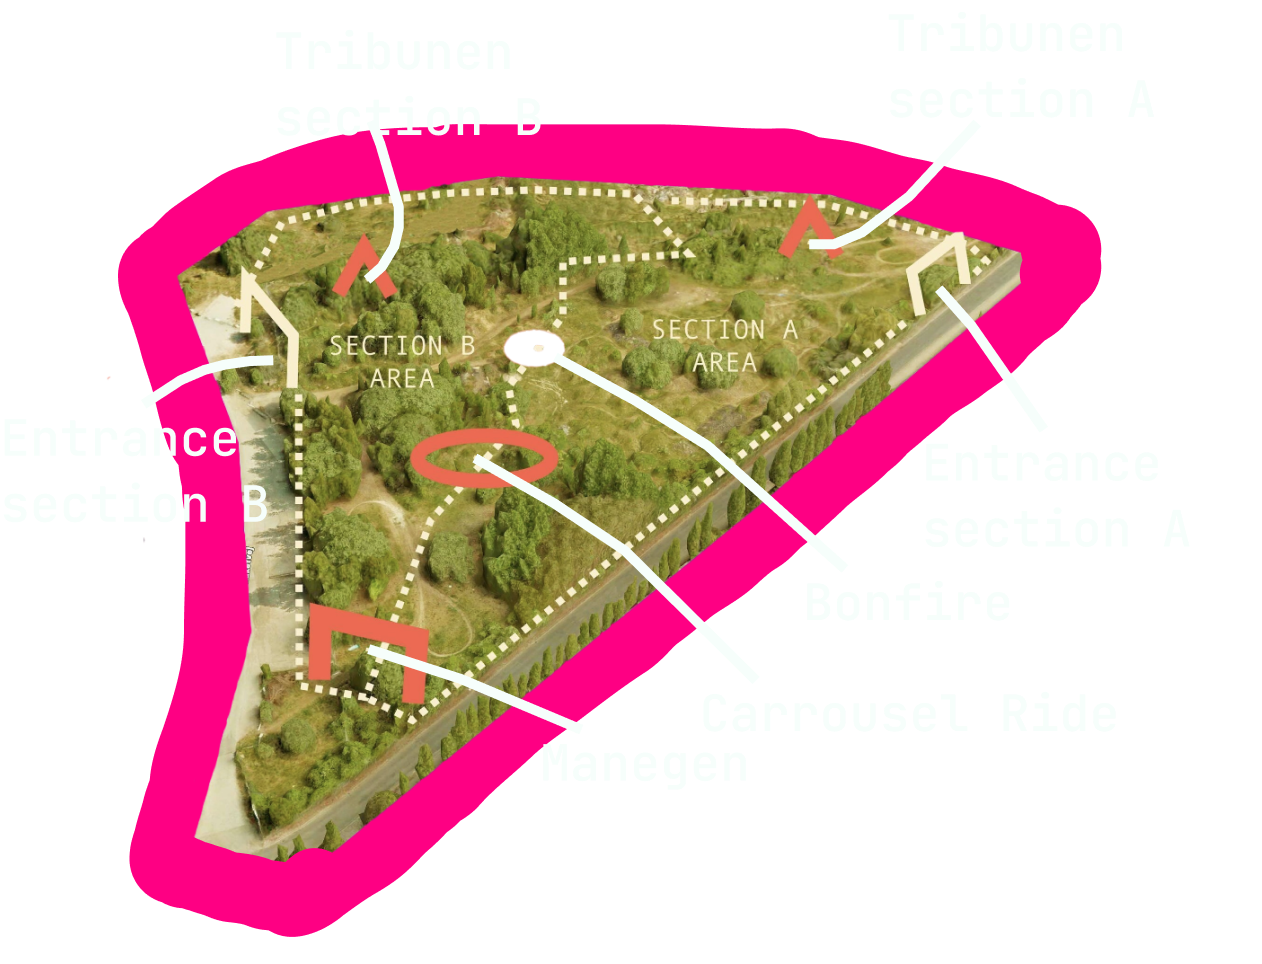 Tribunen
section B
Tribunen
section A
SECTION B
AREA
SECTION A
AREA
Entrance
section B
Entrance
section A
Bonfire
Carrousel Ride
Manegen